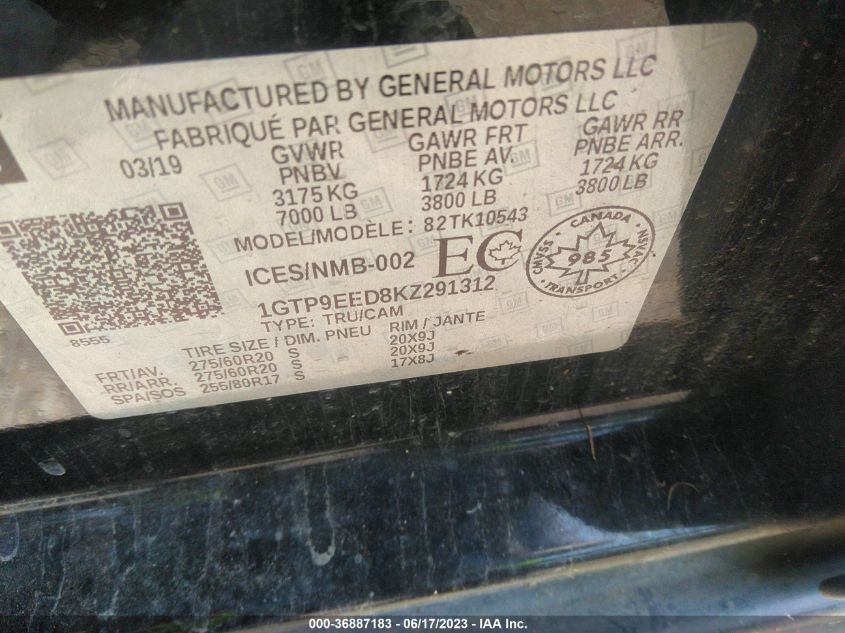 MANUFACTURED BY GENERAL MOTORS LLC
FABRIQUÉ PAR GENERAL MOTORS LLC
03/19 GVWR GAWR FRT GAWR RR
PNBV PNBE AV. PNBE ARR.
3175 KG 1724 KG 1724 KG
7000 LB 3800 LB 3800 LB
MODEL/MODÈLE: 82TK10543
ICES/NMB-002 EC
CANADA
CMVSS 985 NSVAC
TRANSPORT
1GTP9EED8KZ291312
TYPE: TRU/CAM
8555
TIRE SIZE / DIM. PNEU RIM / JANTE
FRT/AV. 275/60R20 S 20X9J
RR/ARR. 275/60R20 S 20X9J
SPA/SOS 255/80R17 S 17X8J
GM
000-36887183 - 06/17/2023 - IAA Inc.